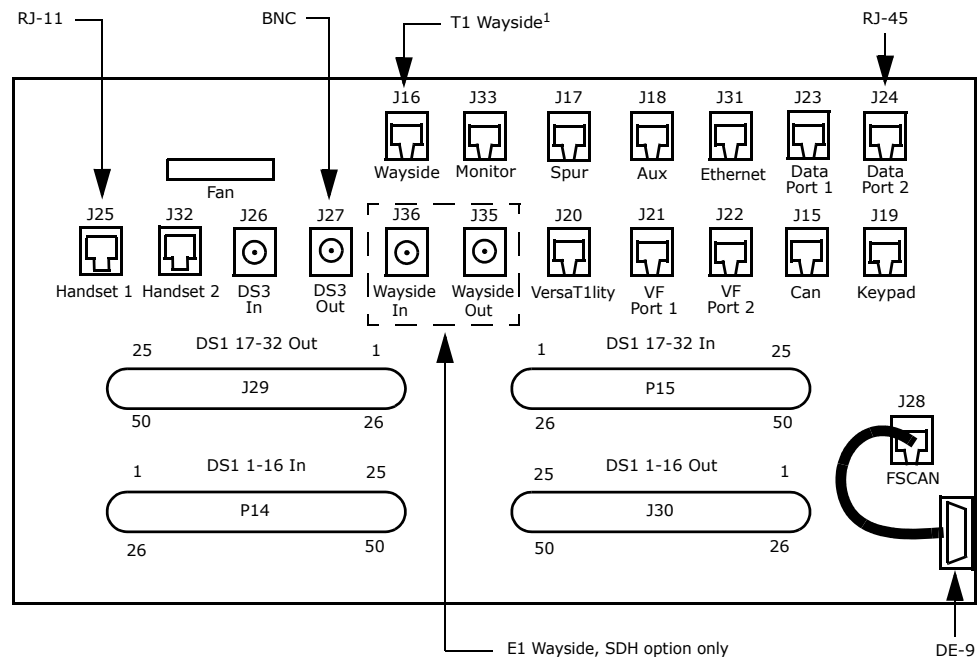 RJ-11 BNC T1 Wayside1 RJ-45
J16 J33 J17 J18 J31 J23 J24
Wayside Monitor Spur Aux Ethernet Data Port 1 Data Port 2
Fan
J25 J32 J26 J27 J36 J35 J20 J21 J22 J15 J19
Handset 1 Handset 2 DS3 In DS3 Out Wayside In Wayside Out VersaT1lity VF Port 1 VF Port 2 Can Keypad
25 DS1 17-32 Out 1
J29
50 26
1 DS1 17-32 In 25
P15
26 50
J28
FSCAN
1 DS1 1-16 In 25
P14
26 50
25 DS1 1-16 Out 1
J30
50 26
E1 Wayside, SDH option only
DE-9